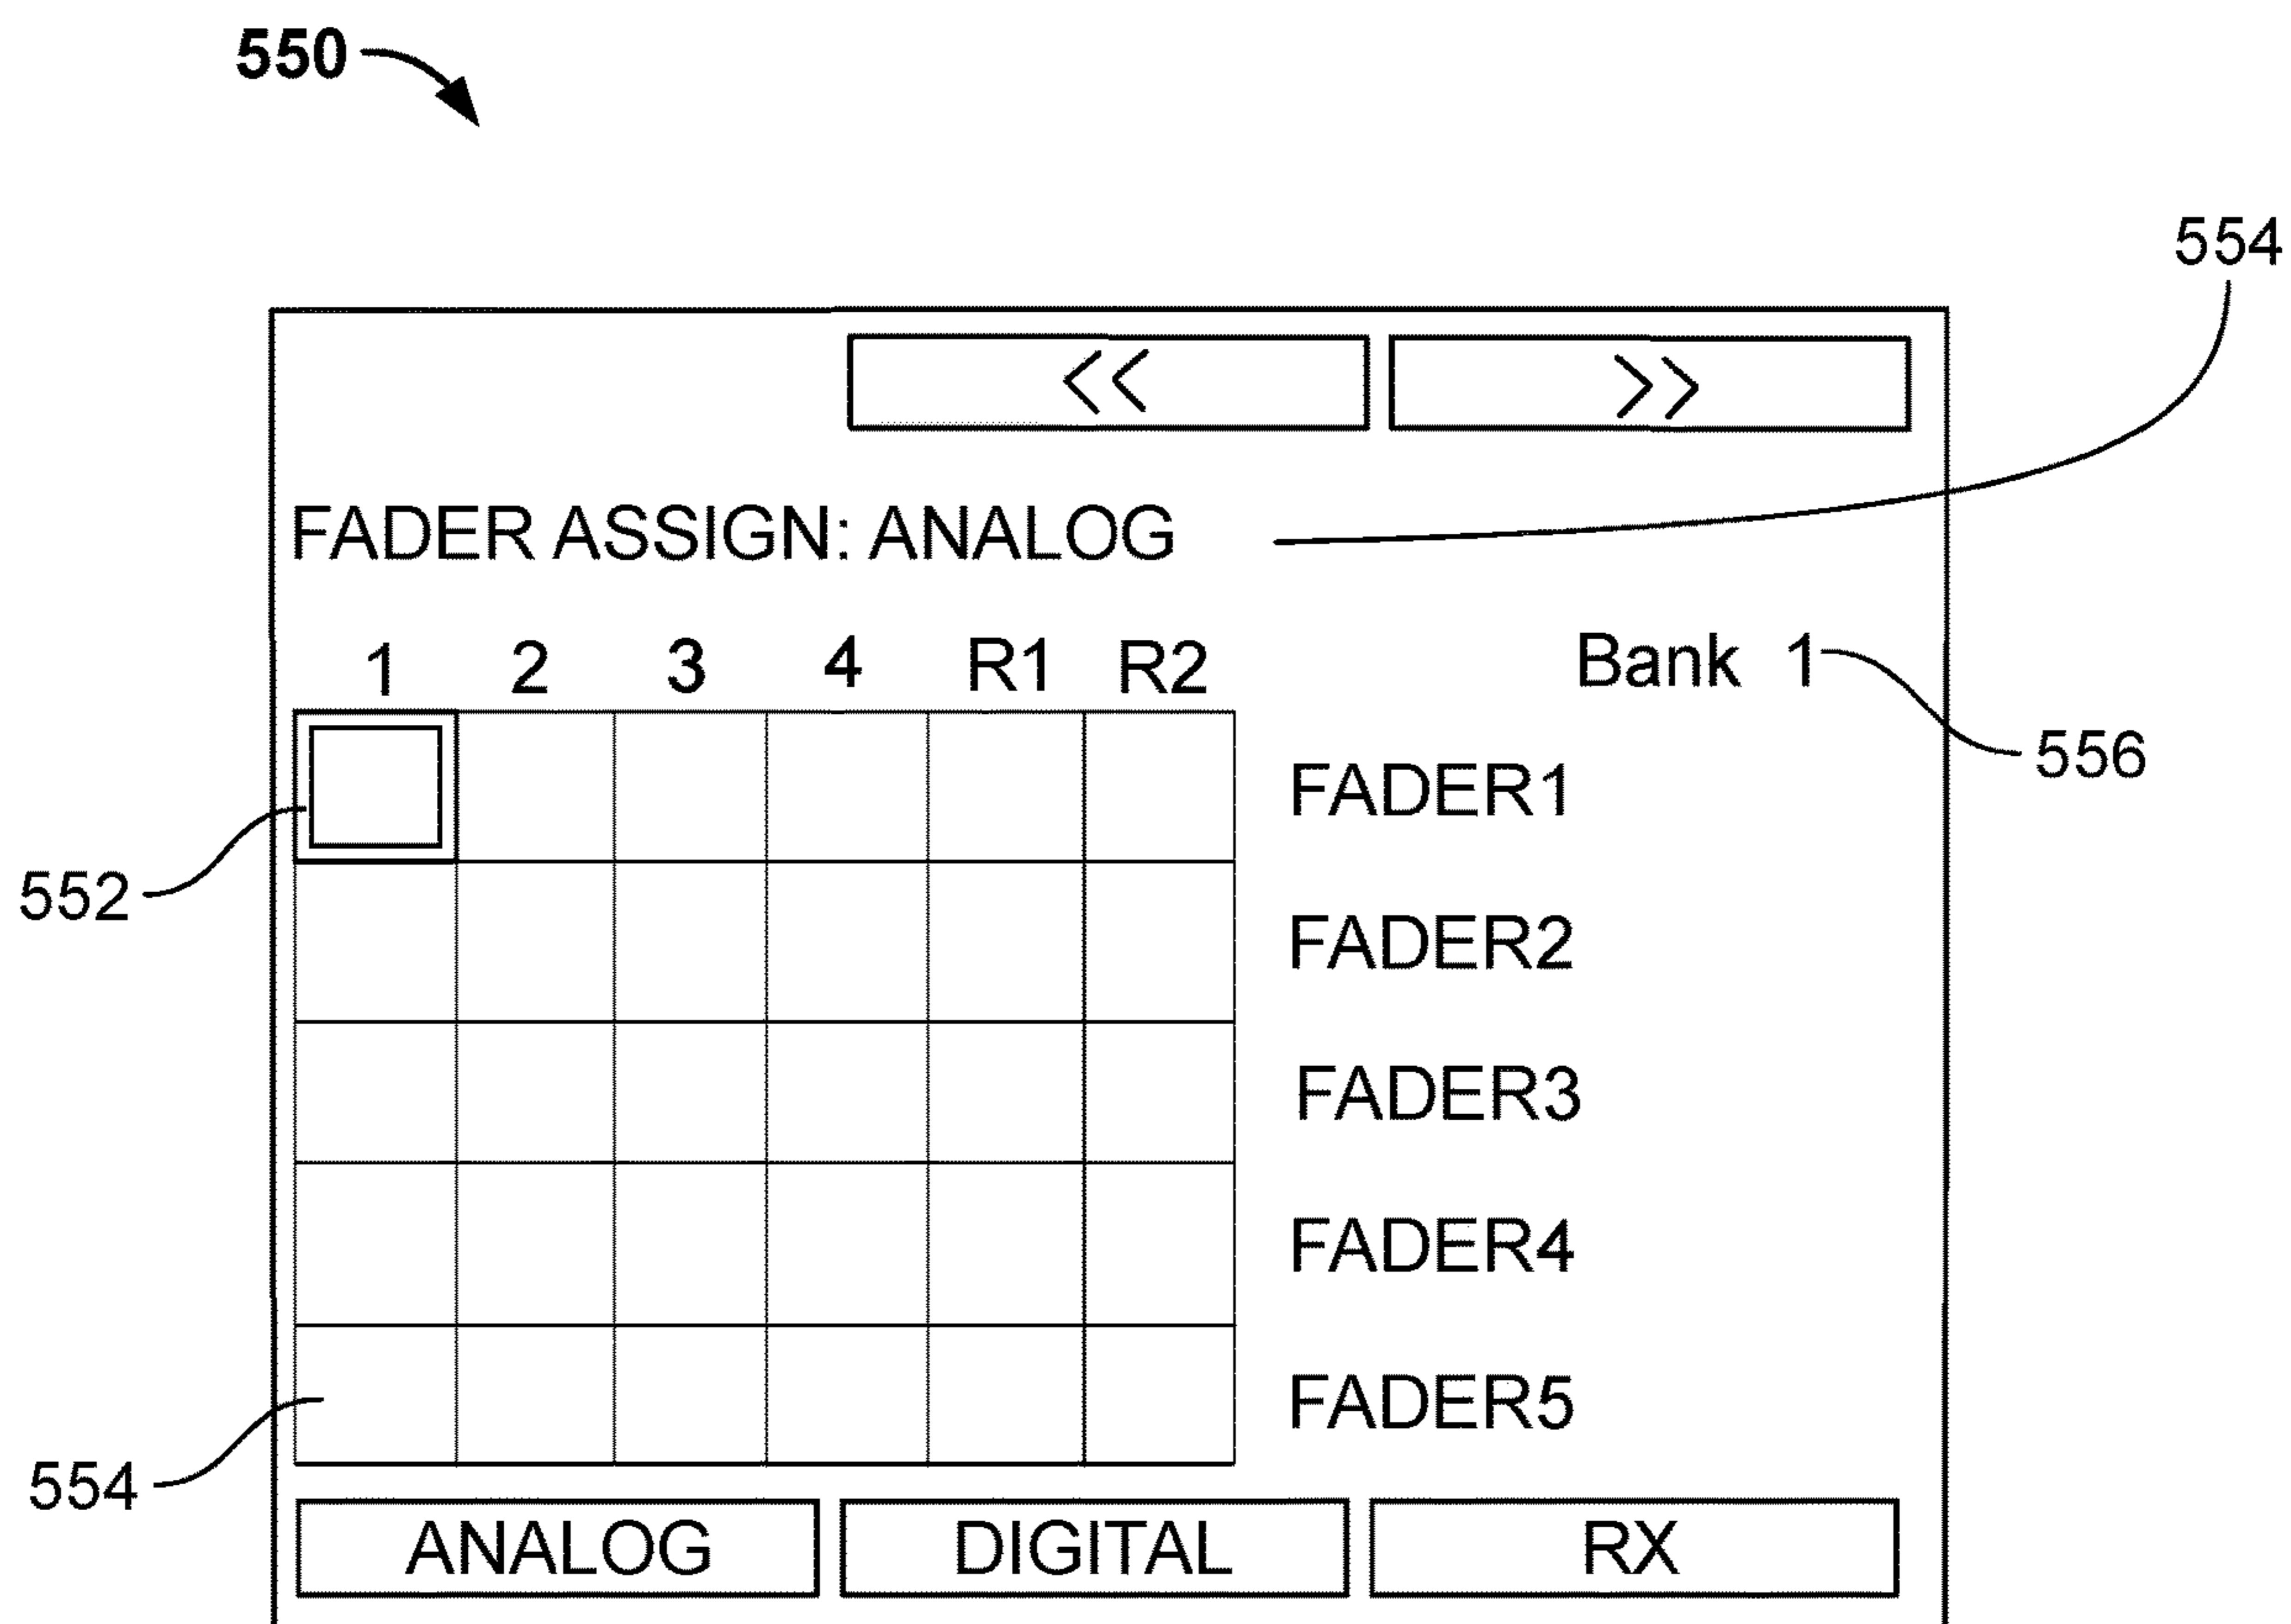 550
554
<< >>
FADER ASSIGN: ANALOG
1 2 3 4 R1 R2 Bank 1
556
FADER1
552
FADER2
FADER3
FADER4
FADER5
554
ANALOG DIGITAL RX